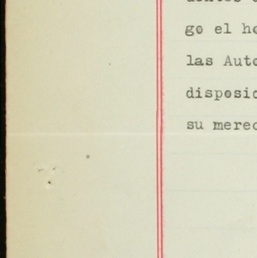 go el ho
las Auto
disposic
su merec